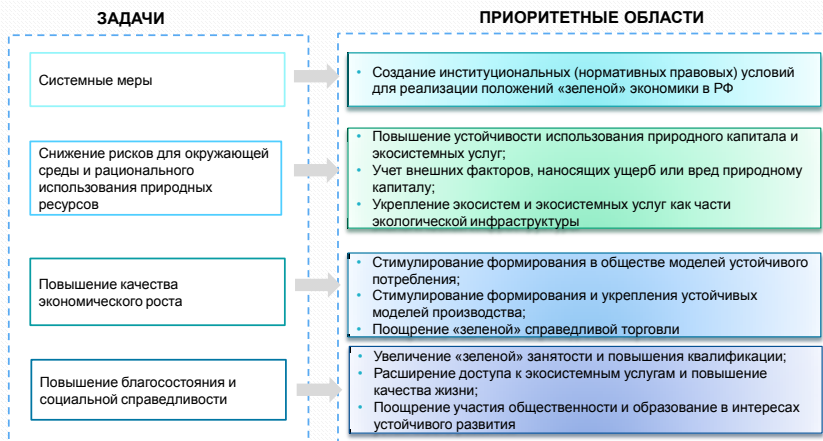 ЗАДАЧИ
ПРИОРИТЕТНЫЕ ОБЛАСТИ
Системные меры
• Создание институциональных (нормативных правовых) условий
для реализации положений «зеленой» экономики в РФ
Снижение рисков для окружающей
среды и рационального
использования природных
ресурсов
• Повышение устойчивости использования природного капитала и
экосистемных услуг;
• Учет внешних факторов, наносящих ущерб или вред природному
капиталу;
• Укрепление экосистем и экосистемных услуг как части
экологической инфраструктуры
Повышение качества
экономического роста
• Стимулирование формирования в обществе моделей устойчивого
потребления;
• Стимулирование формирования и укрепления устойчивых
моделей производства;
• Поощрение «зеленой» справедливой торговли
Повышение благосостояния и
социальной справедливости
• Увеличение «зеленой» занятости и повышения квалификации;
• Расширение доступа к экосистемным услугам и повышение
качества жизни;
• Поощрение участия общественности и образование в интересах
устойчивого развития